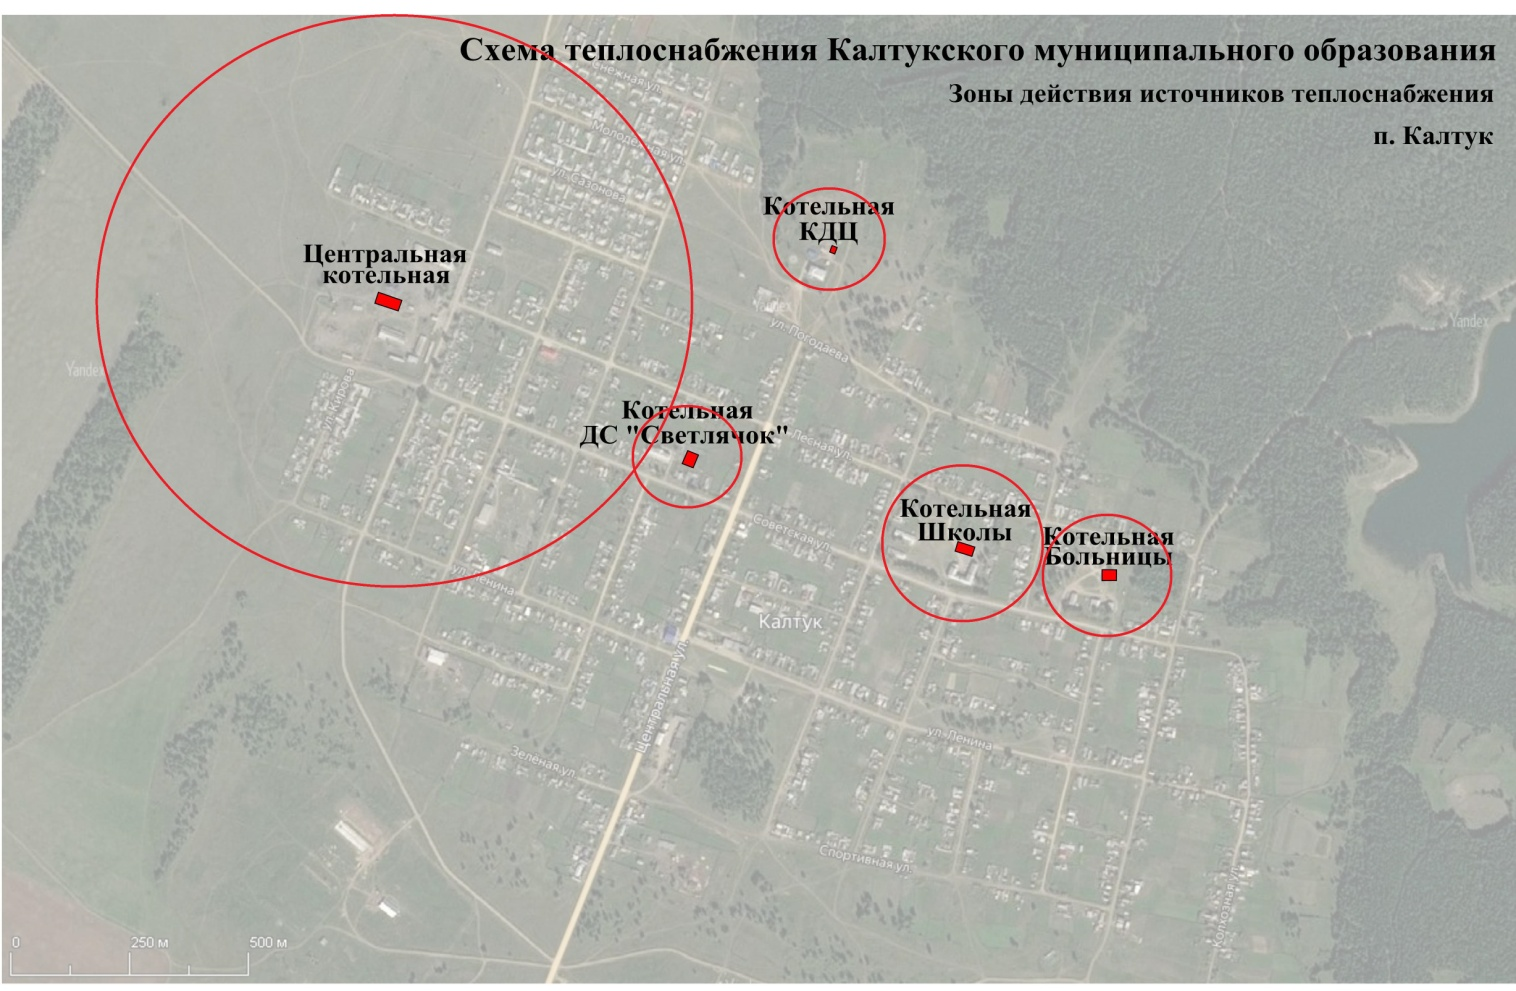 Схема теплоснабжения Калтукского муниципального образования
Зоны действия источников теплоснабжения
п. Калтук
Снежная ул.
Молодежная ул.
ул. Сазонова
Котельная
КДЦ
Центральная
котельная
Yandex
ул. Погодаева
Yandex
Yandex
ул. Кирова
Котельная
ДС "Светлячок"
Лесная ул.
Котельная
Школы
Советская ул.
Котельная
Больницы
ул. Ленина
Калтук
Центральная ул.
ул. Ленина
Зеленая ул.
Спортивная ул.
Колхозная ул.
0 250 м 500 м